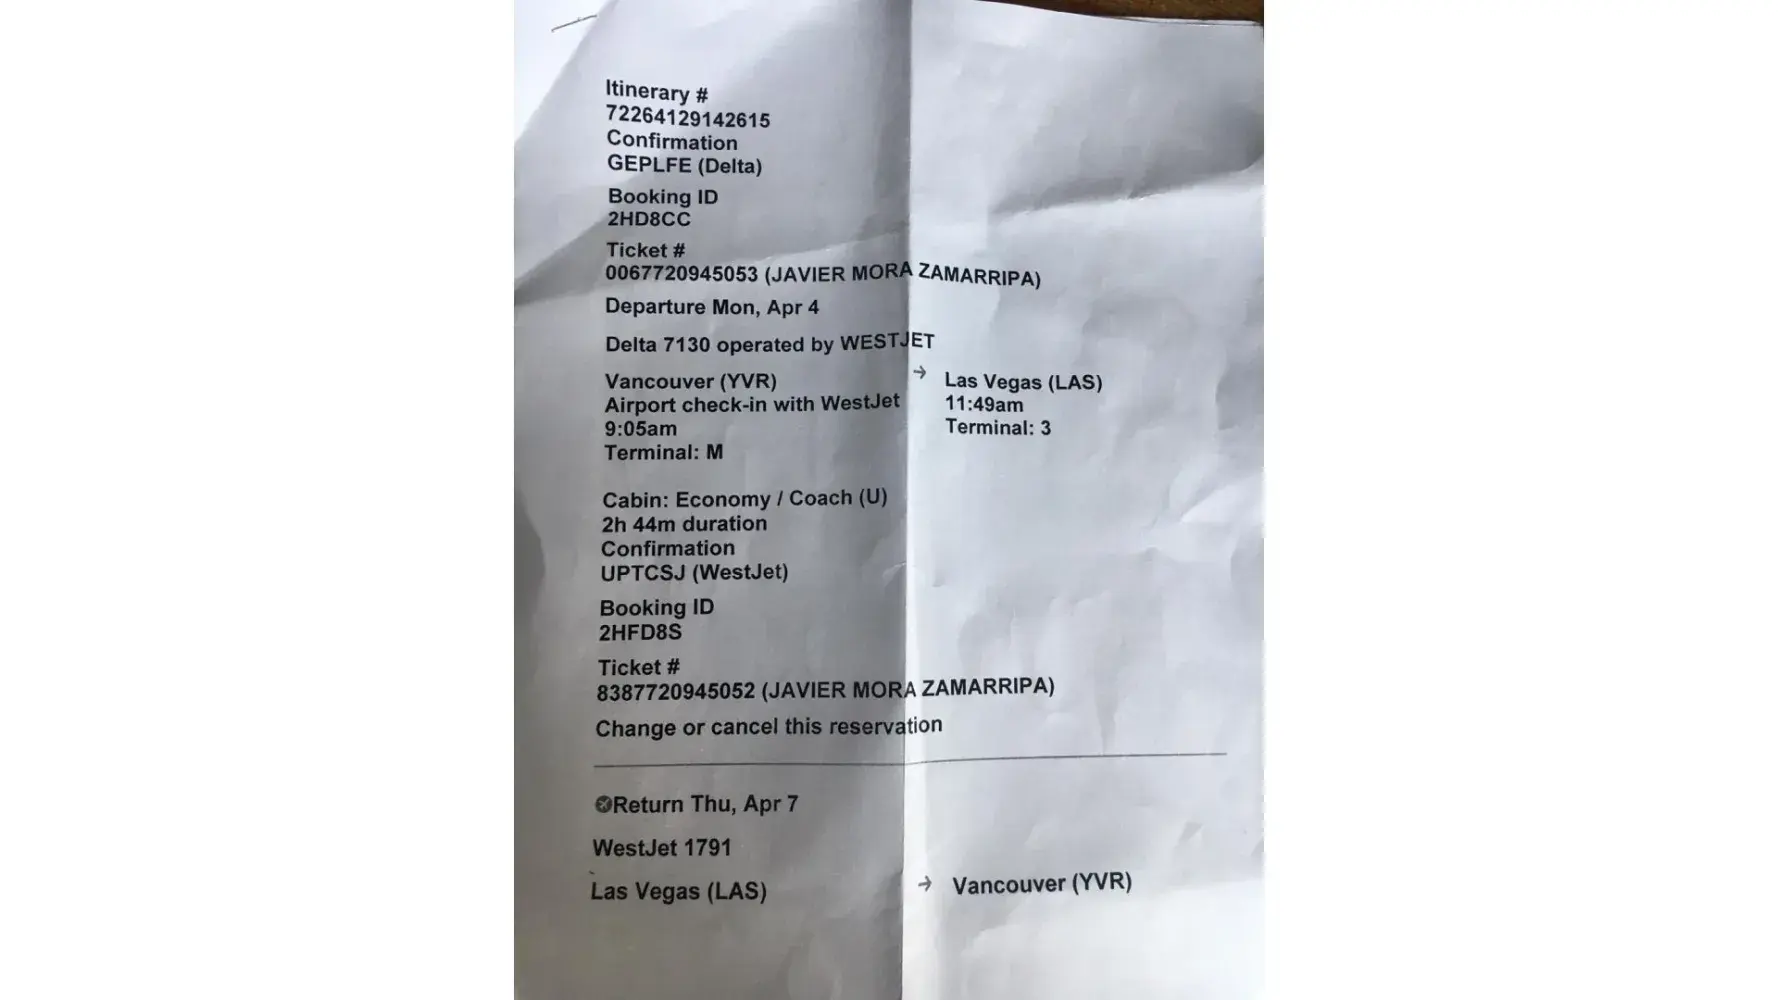 Itinerary #
72264129142615
Confirmation
GEPLFE (Delta)
Booking ID
2HD8CC
Ticket #
0067720945053 (JAVIER MORA ZAMARRIPA)
Departure Mon, Apr 4
Delta 7130 operated by WESTJET
Vancouver (YVR) → Las Vegas (LAS)
Airport check-in with WestJet 11:49am
9:05am Terminal: 3
Terminal: M
Cabin: Economy / Coach (U)
2h 44m duration
Confirmation
UPTCSJ (WestJet)
Booking ID
2HFD8S
Ticket #
8387720945052 (JAVIER MORA ZAMARRIPA)
Change or cancel this reservation
Return Thu, Apr 7
WestJet 1791
Las Vegas (LAS) → Vancouver (YVR)